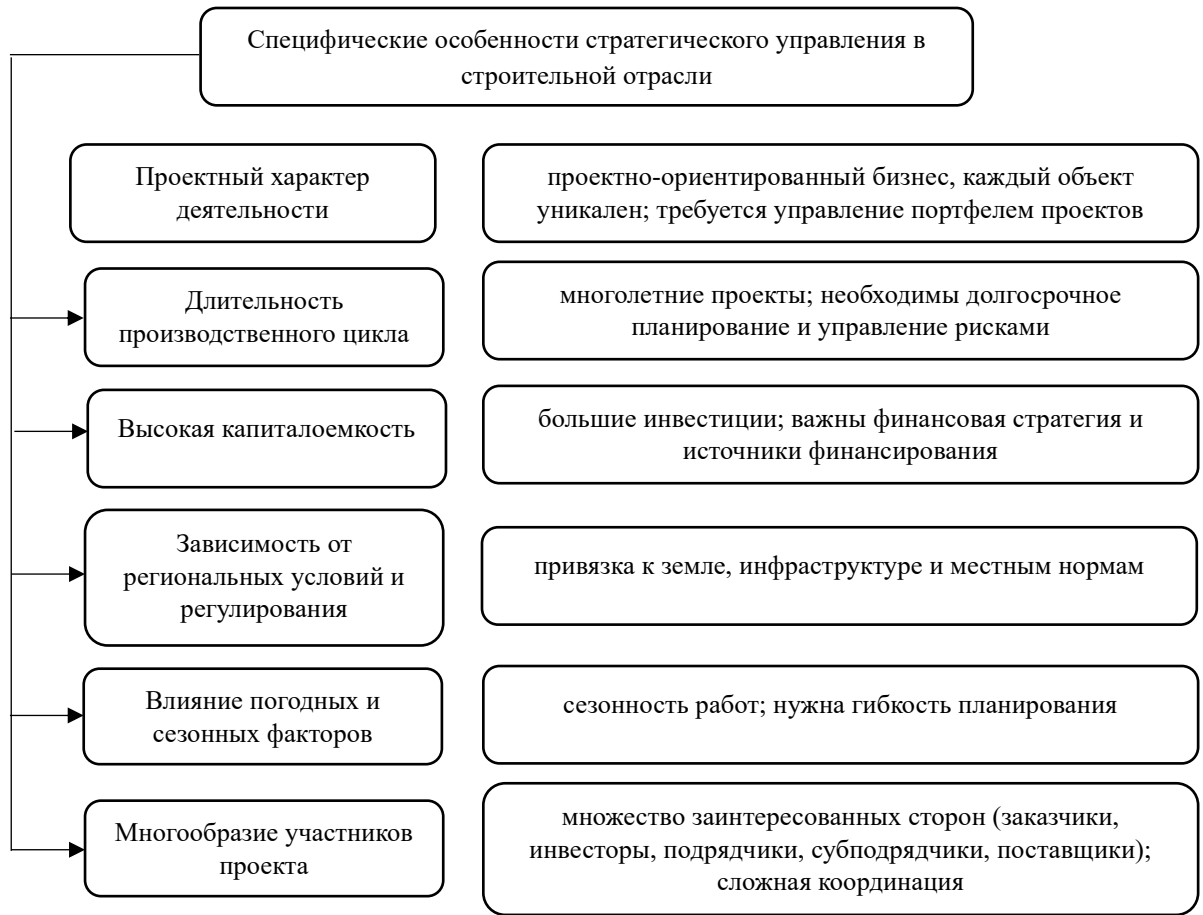 Специфические особенности стратегического управления в
строительной отрасли
Проектный характер
деятельности
проектно-ориентированный бизнес, каждый объект
уникален; требуется управление портфелем проектов
Длительность
производственного цикла
многолетние проекты; необходимы долгосрочное
планирование и управление рисками
Высокая капиталоемкость
большие инвестиции; важны финансовая стратегия и
источники финансирования
Зависимость от
региональных условий и
регулирования
привязка к земле, инфраструктуре и местным нормам
Влияние погодных и
сезонных факторов
сезонность работ; нужна гибкость планирования
Многообразие участников
проекта
множество заинтересованных сторон (заказчики,
инвесторы, подрядчики, субподрядчики, поставщики);
сложная координация